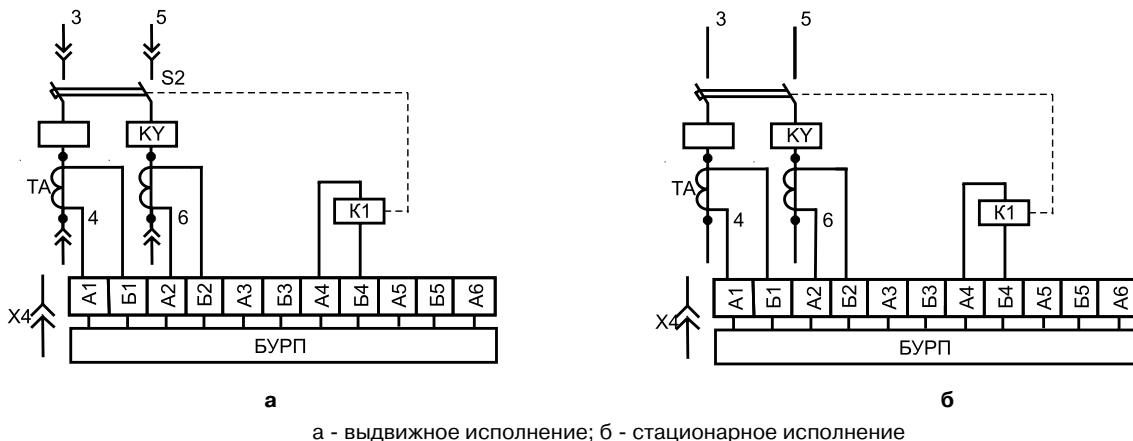 3 5
S2
KY
TA
4 6
К1
X4
А1 Б1 А2 Б2 А3 Б3 А4 Б4 А5 Б5 А6
БУРП
а
3 5
KY
TA
4 6
К1
X4
А1 Б1 А2 Б2 А3 Б3 А4 Б4 А5 Б5 А6
БУРП
б
а - выдвижное исполнение; б - стационарное исполнение